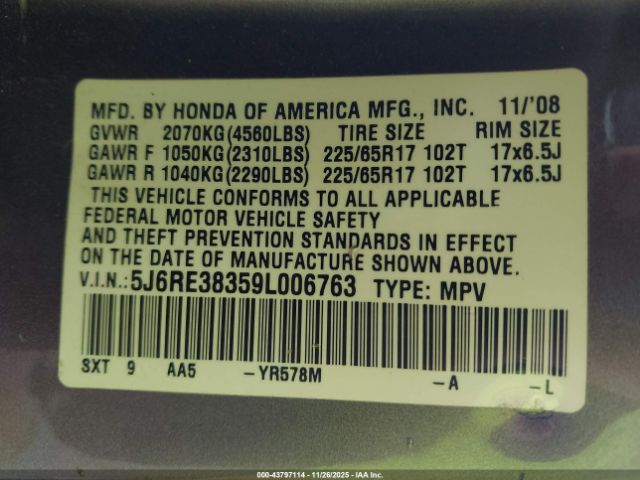 MFD. BY HONDA OF AMERICA MFG., INC. 11/'08
GVWR 2070KG(4560LBS) TIRE SIZE RIM SIZE
GAWR F 1050KG(2310LBS) 225/65R17 102T 17x6.5J
GAWR R 1040KG(2290LBS) 225/65R17 102T 17x6.5J
THIS VEHICLE CONFORMS TO ALL APPLICABLE
FEDERAL MOTOR VEHICLE SAFETY
AND THEFT PREVENTION STANDARDS IN EFFECT
ON THE DATE OF MANUFACTURE SHOWN ABOVE.
V.I.N.:5J6RE38359L006763 TYPE: MPV
SXT 9 AA5 -YR578M -A -L
000-43797114 - 11/26/2025 - IAA Inc.